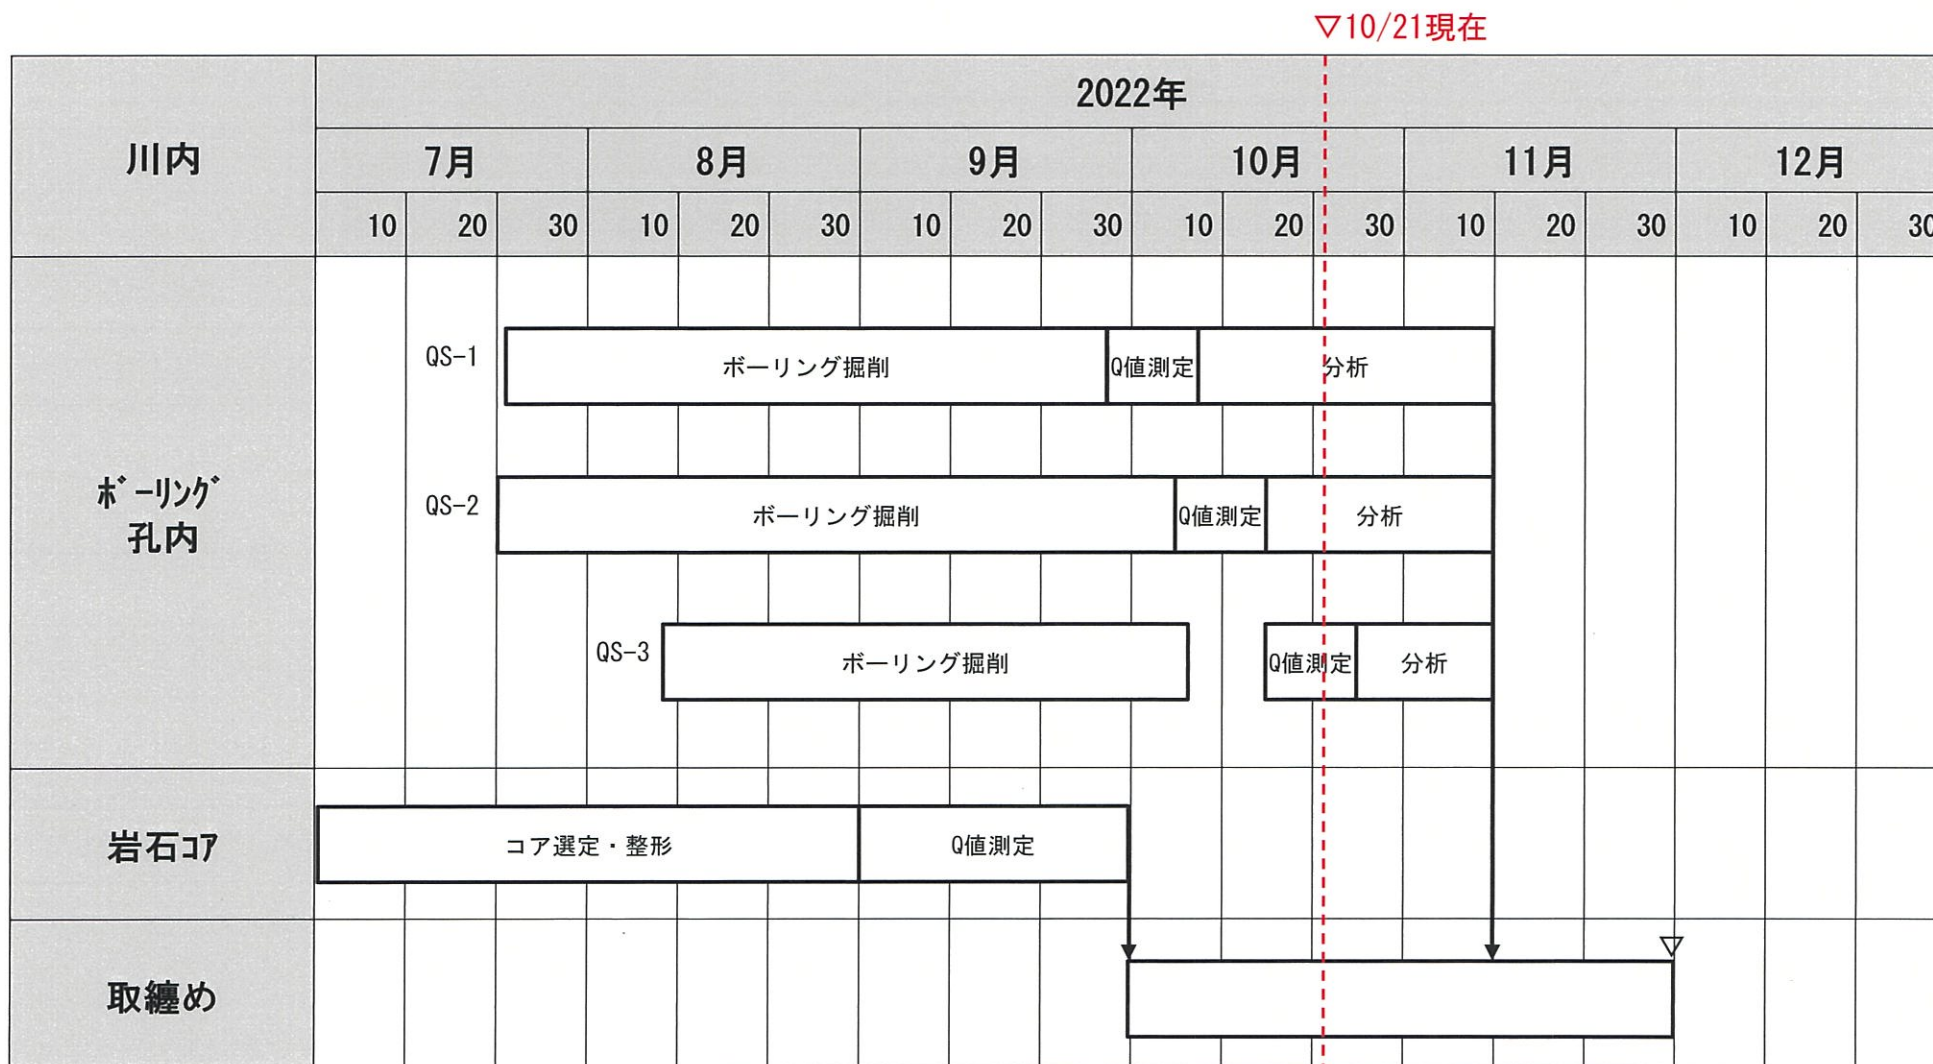 ▽10/21現在
川内
2022年
7月 8月 9月 10月 11月 12月
10 20 30 10 20 30 10 20 30 10 20 30 10 20 30 10 20 30
ﾎﾞｰﾘﾝｸﾞ
孔内
QS-1 ボーリング掘削 Q値測定 分析
QS-2 ボーリング掘削 Q値測定 分析
QS-3 ボーリング掘削 Q値測定 分析
岩石ｺｱ
コア選定・整形 Q値測定
取纏め
▽